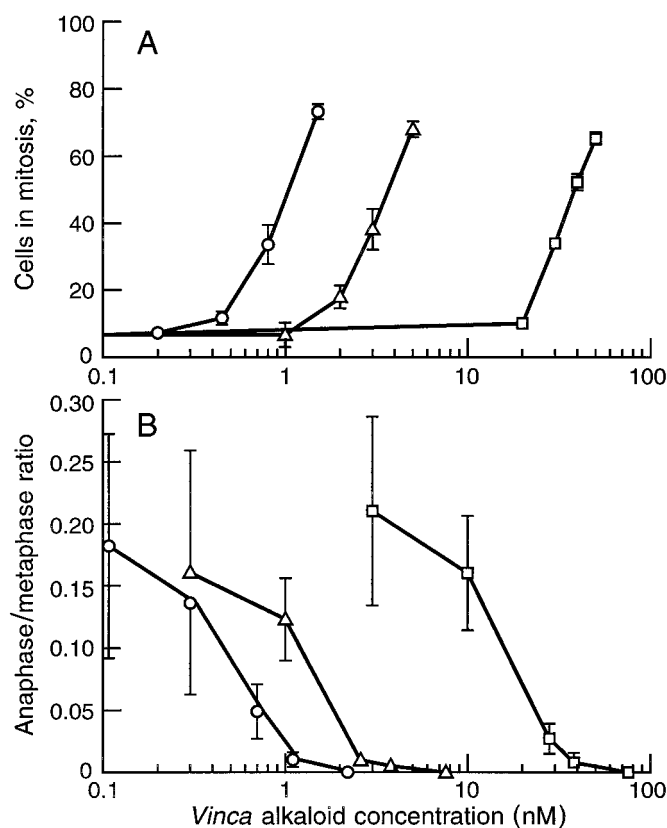 A
Cells in mitosis, %
100
80
60
40
20
0
0.1 1 10 100
B
Anaphase/metaphase ratio
0.30
0.25
0.20
0.15
0.10
0.05
0
0.1 1 10 100
Vinca alkaloid concentration (nM)